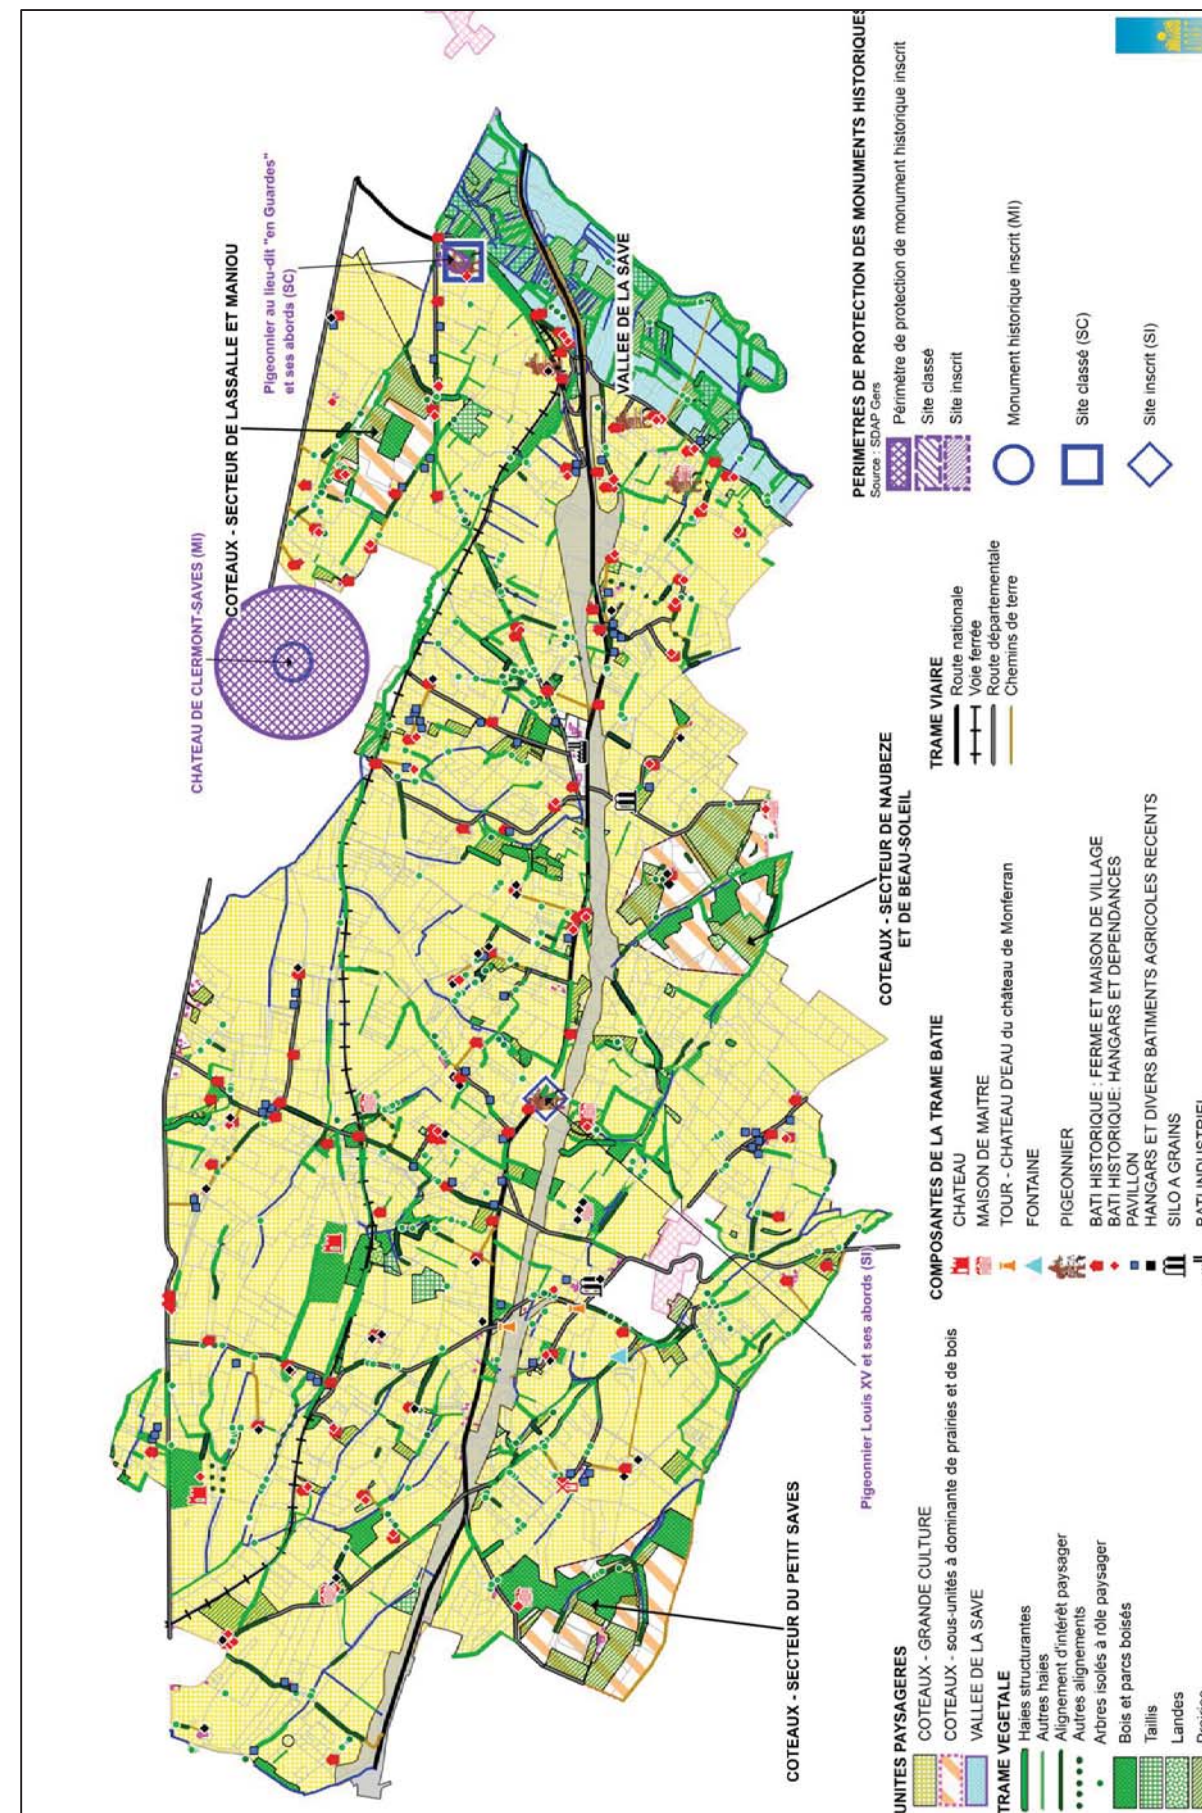 CHATEAU DE CLERMONT-SAVES (MI)
COTEAUX - SECTEUR DE LASSALLE ET MANIOU
Pigeonnier au lieu-dit "en Guardes"
et ses abords (SC)
VALLEE DE LA SAVE
COTEAUX - SECTEUR DE NAUBEZE
ET DE BEAU-SOLEIL
Pigeonnier Louis XV et ses abords (SI)
COTEAUX - SECTEUR DU PETIT SAVES
UNITES PAYSAGERES
COTEAUX - GRANDE CULTURE
COTEAUX - sous-unités à dominante de prairies et de bois
VALLEE DE LA SAVE
TRAME VEGETALE
Haies structurantes
Autres haies
Alignement d'intérêt paysager
Autres alignements
Arbres isolés à rôle paysager
Bois et parcs boisés
Taillis
Landes
Prairies
COMPOSANTES DE LA TRAME BATIE
CHATEAU
MAISON DE MAITRE
TOUR - CHATEAU D'EAU du château de Monferran
FONTAINE
PIGEONNIER
BATI HISTORIQUE : FERME ET MAISON DE VILLAGE
BATI HISTORIQUE: HANGARS ET DEPENDANCES
PAVILLON
HANGARS ET DIVERS BATIMENTS AGRICOLES RECENTS
SILO A GRAINS
BATI INDUSTRIEL
TRAME VIAIRE
Route nationale
Voie ferrée
Route départementale
Chemins de terre
PERIMETRES DE PROTECTION DES MONUMENTS HISTORIQUES
Source : SDAP Gers
Périmètre de protection de monument historique inscrit
Site classé
Site inscrit
Monument historique inscrit (MI)
Site classé (SC)
Site inscrit (SI)